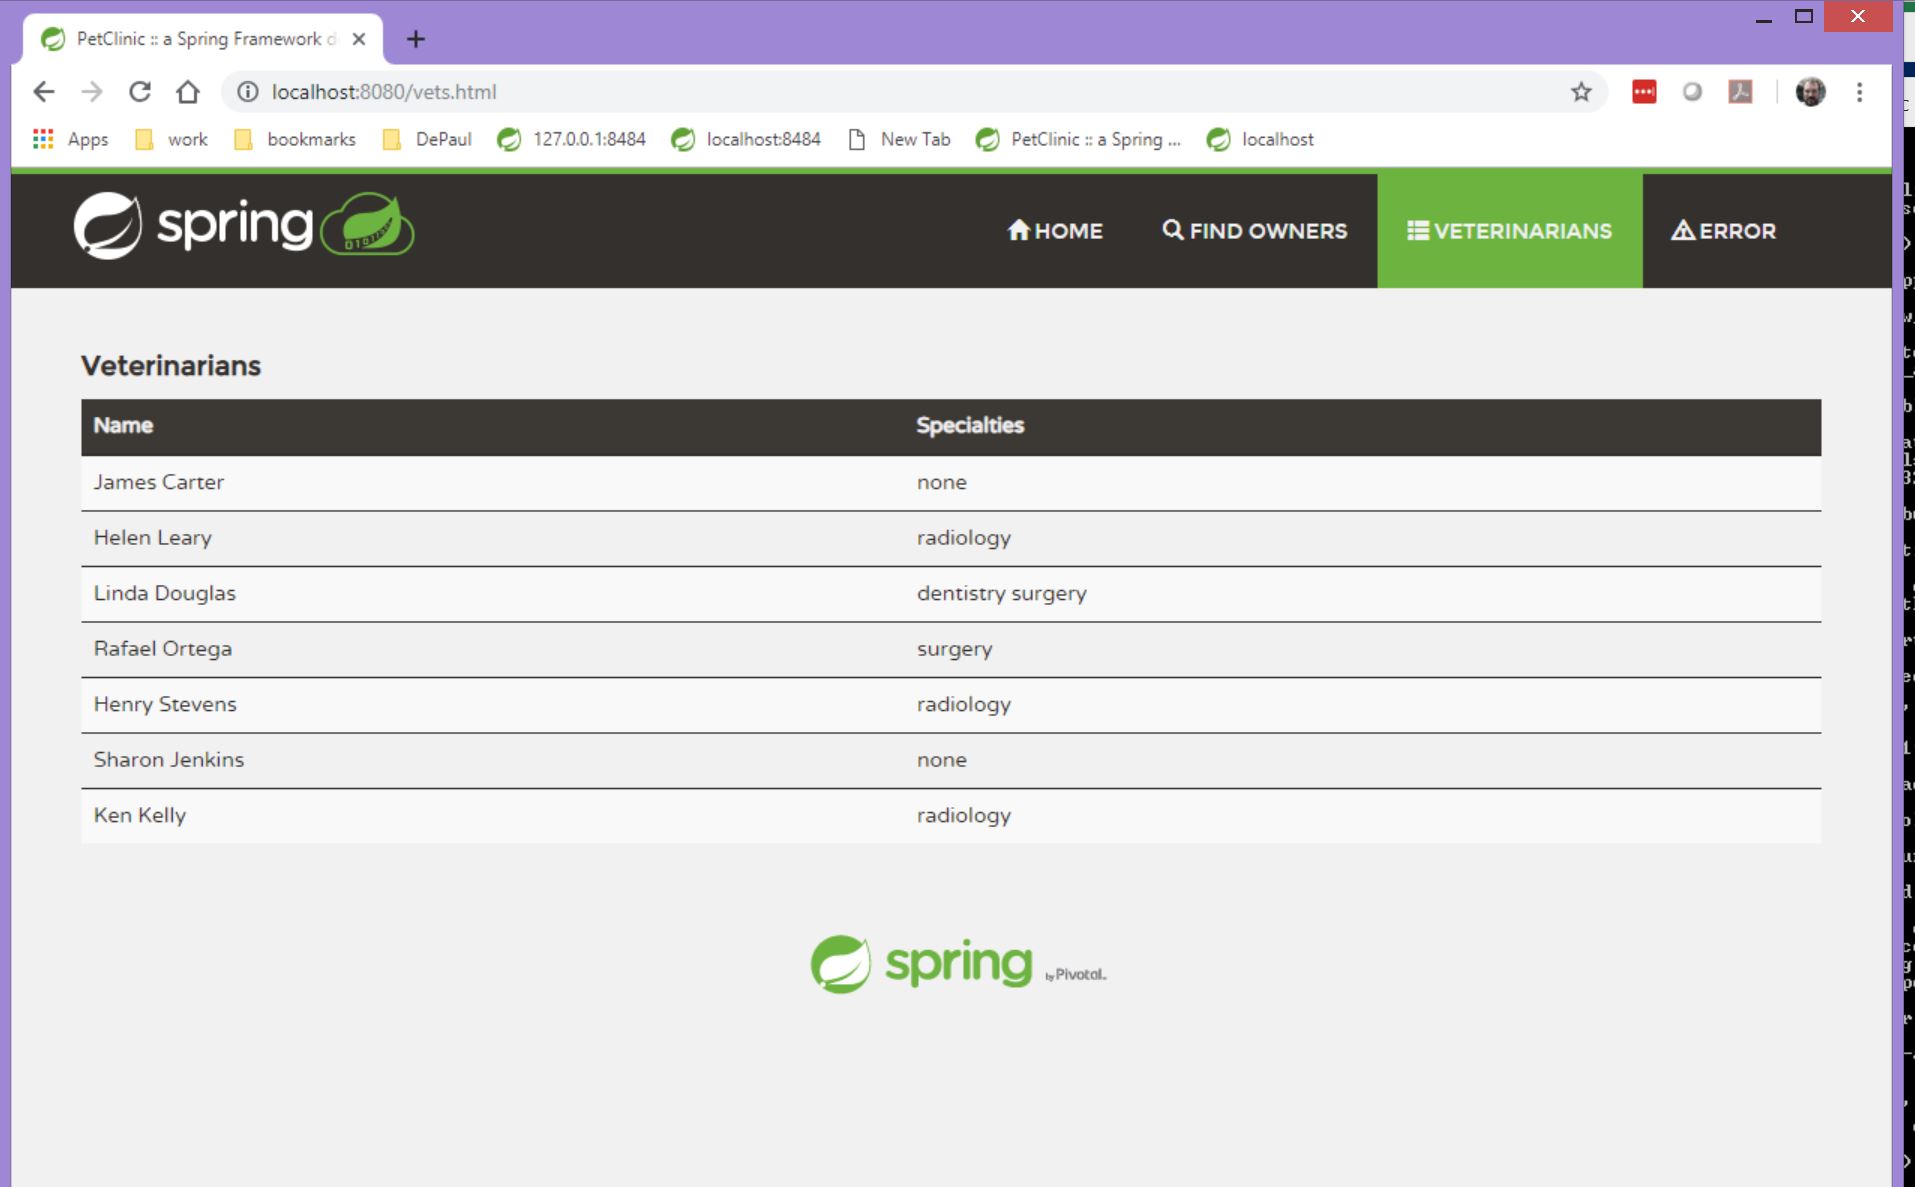 PetClinic :: a Spring Framework d
localhost:8080/vets.html
Apps work bookmarks DePaul 127.0.0.1:8484 localhost:8484 New Tab PetClinic :: a Spring ... localhost
spring HOME FIND OWNERS VETERINARIANS ERROR
Veterinarians
Name Specialties
James Carter none
Helen Leary radiology
Linda Douglas dentistry surgery
Rafael Ortega surgery
Henry Stevens radiology
Sharon Jenkins none
Ken Kelly radiology
spring by Pivotal